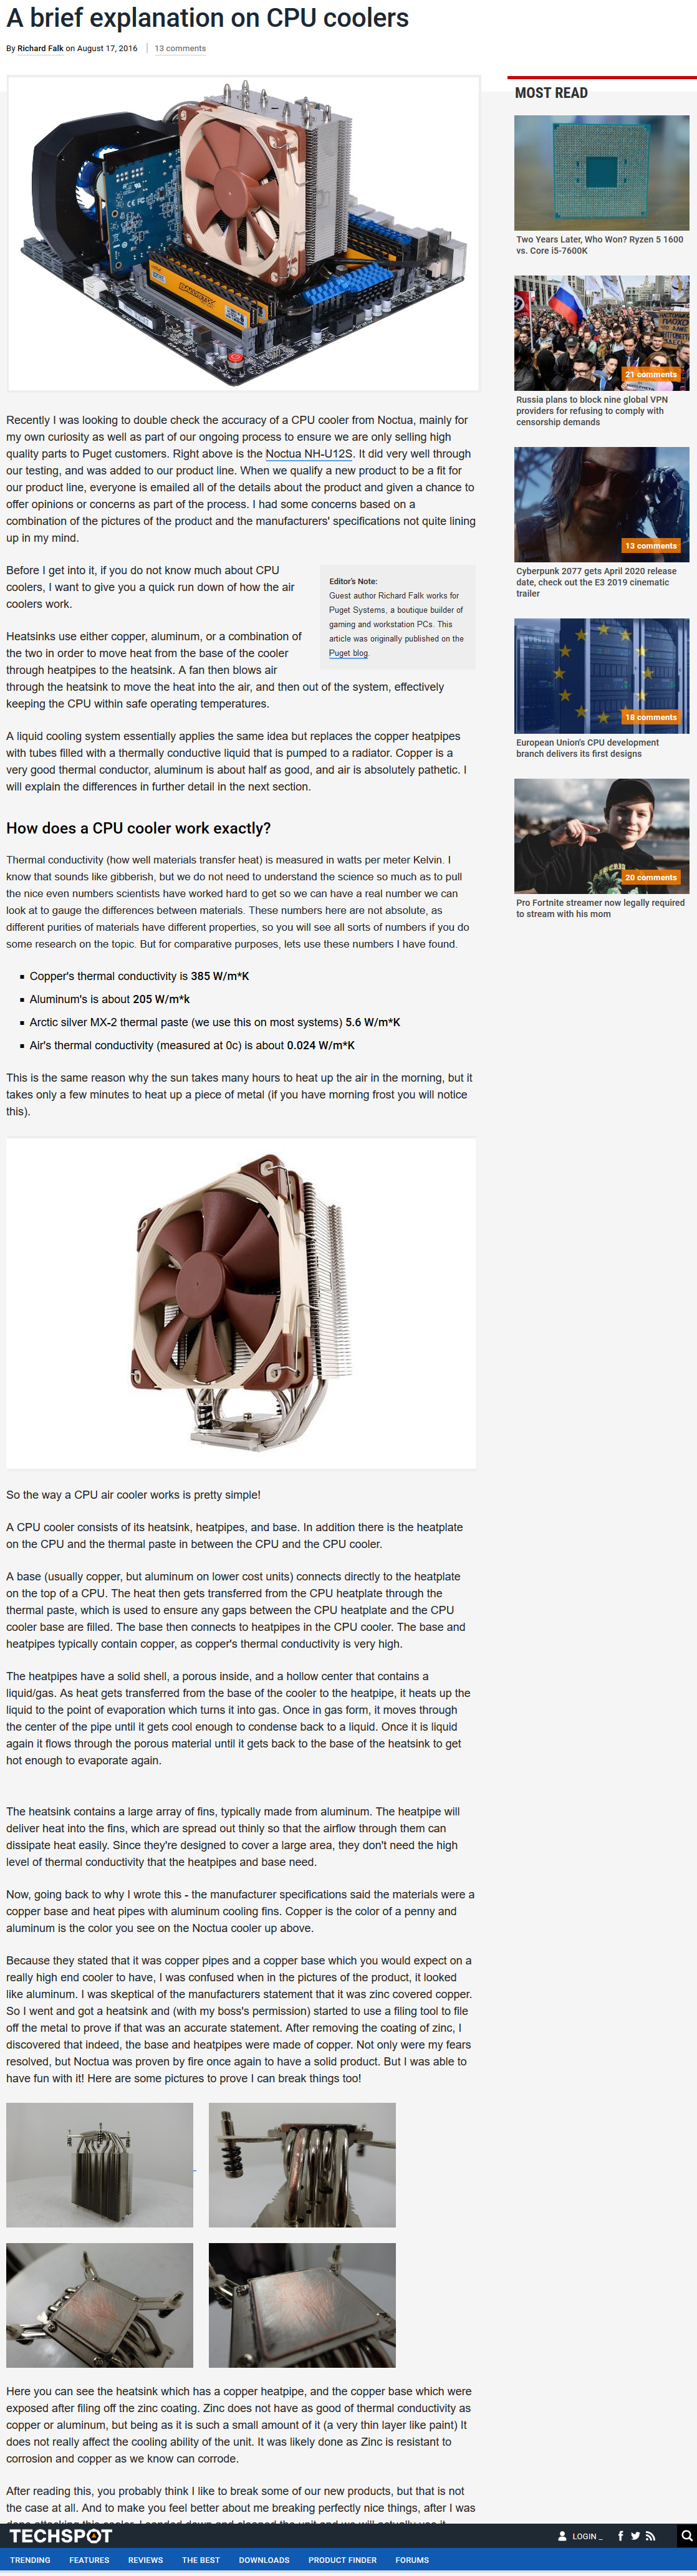 A brief explanation on CPU coolers
By Richard Falk on August 17, 2016
13 comments
BALLISTIX
Recently I was looking to double check the accuracy of a CPU cooler from Noctua, mainly for
my own curiosity as well as part of our ongoing process to ensure we are only selling high
quality parts to Puget customers. Right above is the Noctua NH-U12S. It did very well through
our testing, and was added to our product line. When we qualify a new product to be a fit for
our product line, everyone is emailed all of the details about the product and given a chance to
offer opinions or concerns as part of the process. I had some concerns based on a
combination of the pictures of the product and the manufacturers' specifications not quite lining
up in my mind.
Before I get into it, if you do not know much about CPU
coolers, I want to give you a quick run down of how the air
coolers work.
Editor's Note:
Guest author Richard Falk works for
Puget Systems, a boutique builder of
gaming and workstation PCs. This
article was originally published on the
Puget blog.
Heatsinks use either copper, aluminum, or a combination of
the two in order to move heat from the base of the cooler
through heatpipes to the heatsink. A fan then blows air
through the heatsink to move the heat into the air, and then out of the system, effectively
keeping the CPU within safe operating temperatures.
A liquid cooling system essentially applies the same idea but replaces the copper heatpipes
with tubes filled with a thermally conductive liquid that is pumped to a radiator. Copper is a
very good thermal conductor, aluminum is about half as good, and air is absolutely pathetic. I
will explain the differences in further detail in the next section.
How does a CPU cooler work exactly?
Thermal conductivity (how well materials transfer heat) is measured in watts per meter Kelvin. I
know that sounds like gibberish, but we do not need to understand the science so much as to pull
the nice even numbers scientists have worked hard to get so we can have a real number we can
look at to gauge the differences between materials. These numbers here are not absolute, as
different purities of materials have different properties, so you will see all sorts of numbers if you do
some research on the topic. But for comparative purposes, lets use these numbers I have found.
Copper's thermal conductivity is 385 W/m*K
Aluminum's is about 205 W/m*k
Arctic silver MX-2 thermal paste (we use this on most systems) 5.6 W/m*K
Air's thermal conductivity (measured at 0c) is about 0.024 W/m*K
This is the same reason why the sun takes many hours to heat up the air in the morning, but it
takes only a few minutes to heat up a piece of metal (if you have morning frost you will notice
this).
So the way a CPU air cooler works is pretty simple!
A CPU cooler consists of its heatsink, heatpipes, and base. In addition there is the heatplate
on the CPU and the thermal paste in between the CPU and the CPU cooler.
A base (usually copper, but aluminum on lower cost units) connects directly to the heatplate
on the top of a CPU. The heat then gets transferred from the CPU heatplate through the
thermal paste, which is used to ensure any gaps between the CPU heatplate and the CPU
cooler base are filled. The base then connects to heatpipes in the CPU cooler. The base and
heatpipes typically contain copper, as copper's thermal conductivity is very high.
The heatpipes have a solid shell, a porous inside, and a hollow center that contains a
liquid/gas. As heat gets transferred from the base of the cooler to the heatpipe, it heats up the
liquid to the point of evaporation which turns it into gas. Once in gas form, it moves through
the center of the pipe until it gets cool enough to condense back to a liquid. Once it is liquid
again it flows through the porous material until it gets back to the base of the heatsink to get
hot enough to evaporate again.
The heatsink contains a large array of fins, typically made from aluminum. The heatpipe will
deliver heat into the fins, which are spread out thinly so that the airflow through them can
dissipate heat easily. Since they're designed to cover a large area, they don't need the high
level of thermal conductivity that the heatpipes and base need.
Now, going back to why I wrote this - the manufacturer specifications said the materials were a
copper base and heat pipes with aluminum cooling fins. Copper is the color of a penny and
aluminum is the color you see on the Noctua cooler up above.
Because they stated that it was copper pipes and a copper base which you would expect on a
really high end cooler to have, I was confused when in the pictures of the product, it looked
like aluminum. I was skeptical of the manufacturers statement that it was zinc covered copper.
So I went and got a heatsink and (with my boss's permission) started to use a filing tool to file
off the metal to prove if that was an accurate statement. After removing the coating of zinc, I
discovered that indeed, the base and heatpipes were made of copper. Not only were my fears
resolved, but Noctua was proven by fire once again to have a solid product. But I was able to
have fun with it! Here are some pictures to prove I can break things too!
Here you can see the heatsink which has a copper heatpipe, and the copper base which were
exposed after filing off the zinc coating. Zinc does not have as good of thermal conductivity as
copper or aluminum, but being as it is such a small amount of it (a very thin layer like paint) It
does not really affect the cooling ability of the unit. It was likely done as Zinc is resistant to
corrosion and copper as we know can corrode.
After reading this, you probably think I like to break some of our new products, but that is not
the case at all. And to make you feel better about me breaking perfectly nice things, after I was
MOST READ
Two Years Later, Who Won? Ryzen 5 1600
vs. Core i5-7600K
21 comments
Russia plans to block nine global VPN
providers for refusing to comply with
censorship demands
13 comments
Cyberpunk 2077 gets April 2020 release
date, check out the E3 2019 cinematic
trailer
18 comments
European Union's CPU development
branch delivers its first designs
20 comments
Pro Fortnite streamer now legally required
to stream with his mom
TECHSPOT
LOGIN _
TRENDING FEATURES REVIEWS THE BEST DOWNLOADS PRODUCT FINDER FORUMS